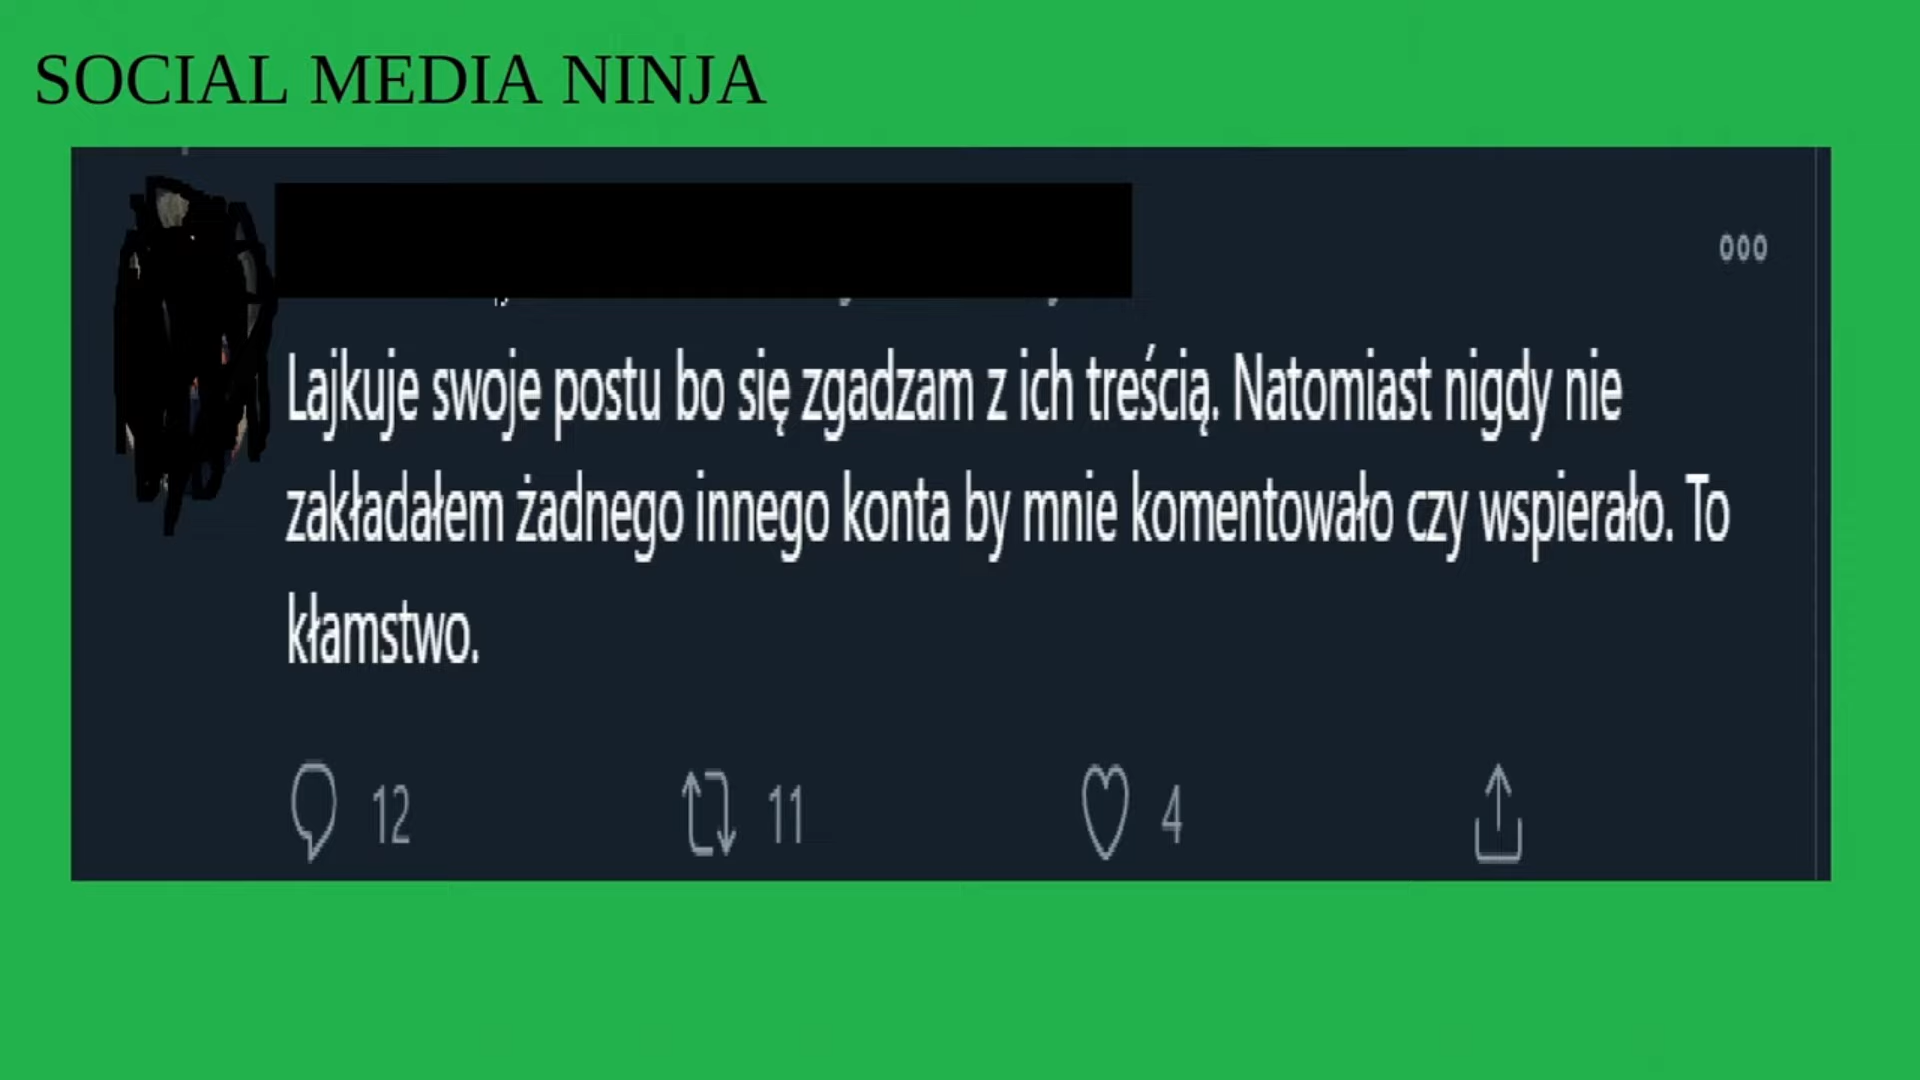 SOCIAL MEDIA NINJA
Lajkuje swoje postu bo się zgadzam z ich treścią. Natomiast nigdy nie
zakładałem żadnego innego konta by mnie komentowało czy wspierało. To
kłamstwo.
12 11 4